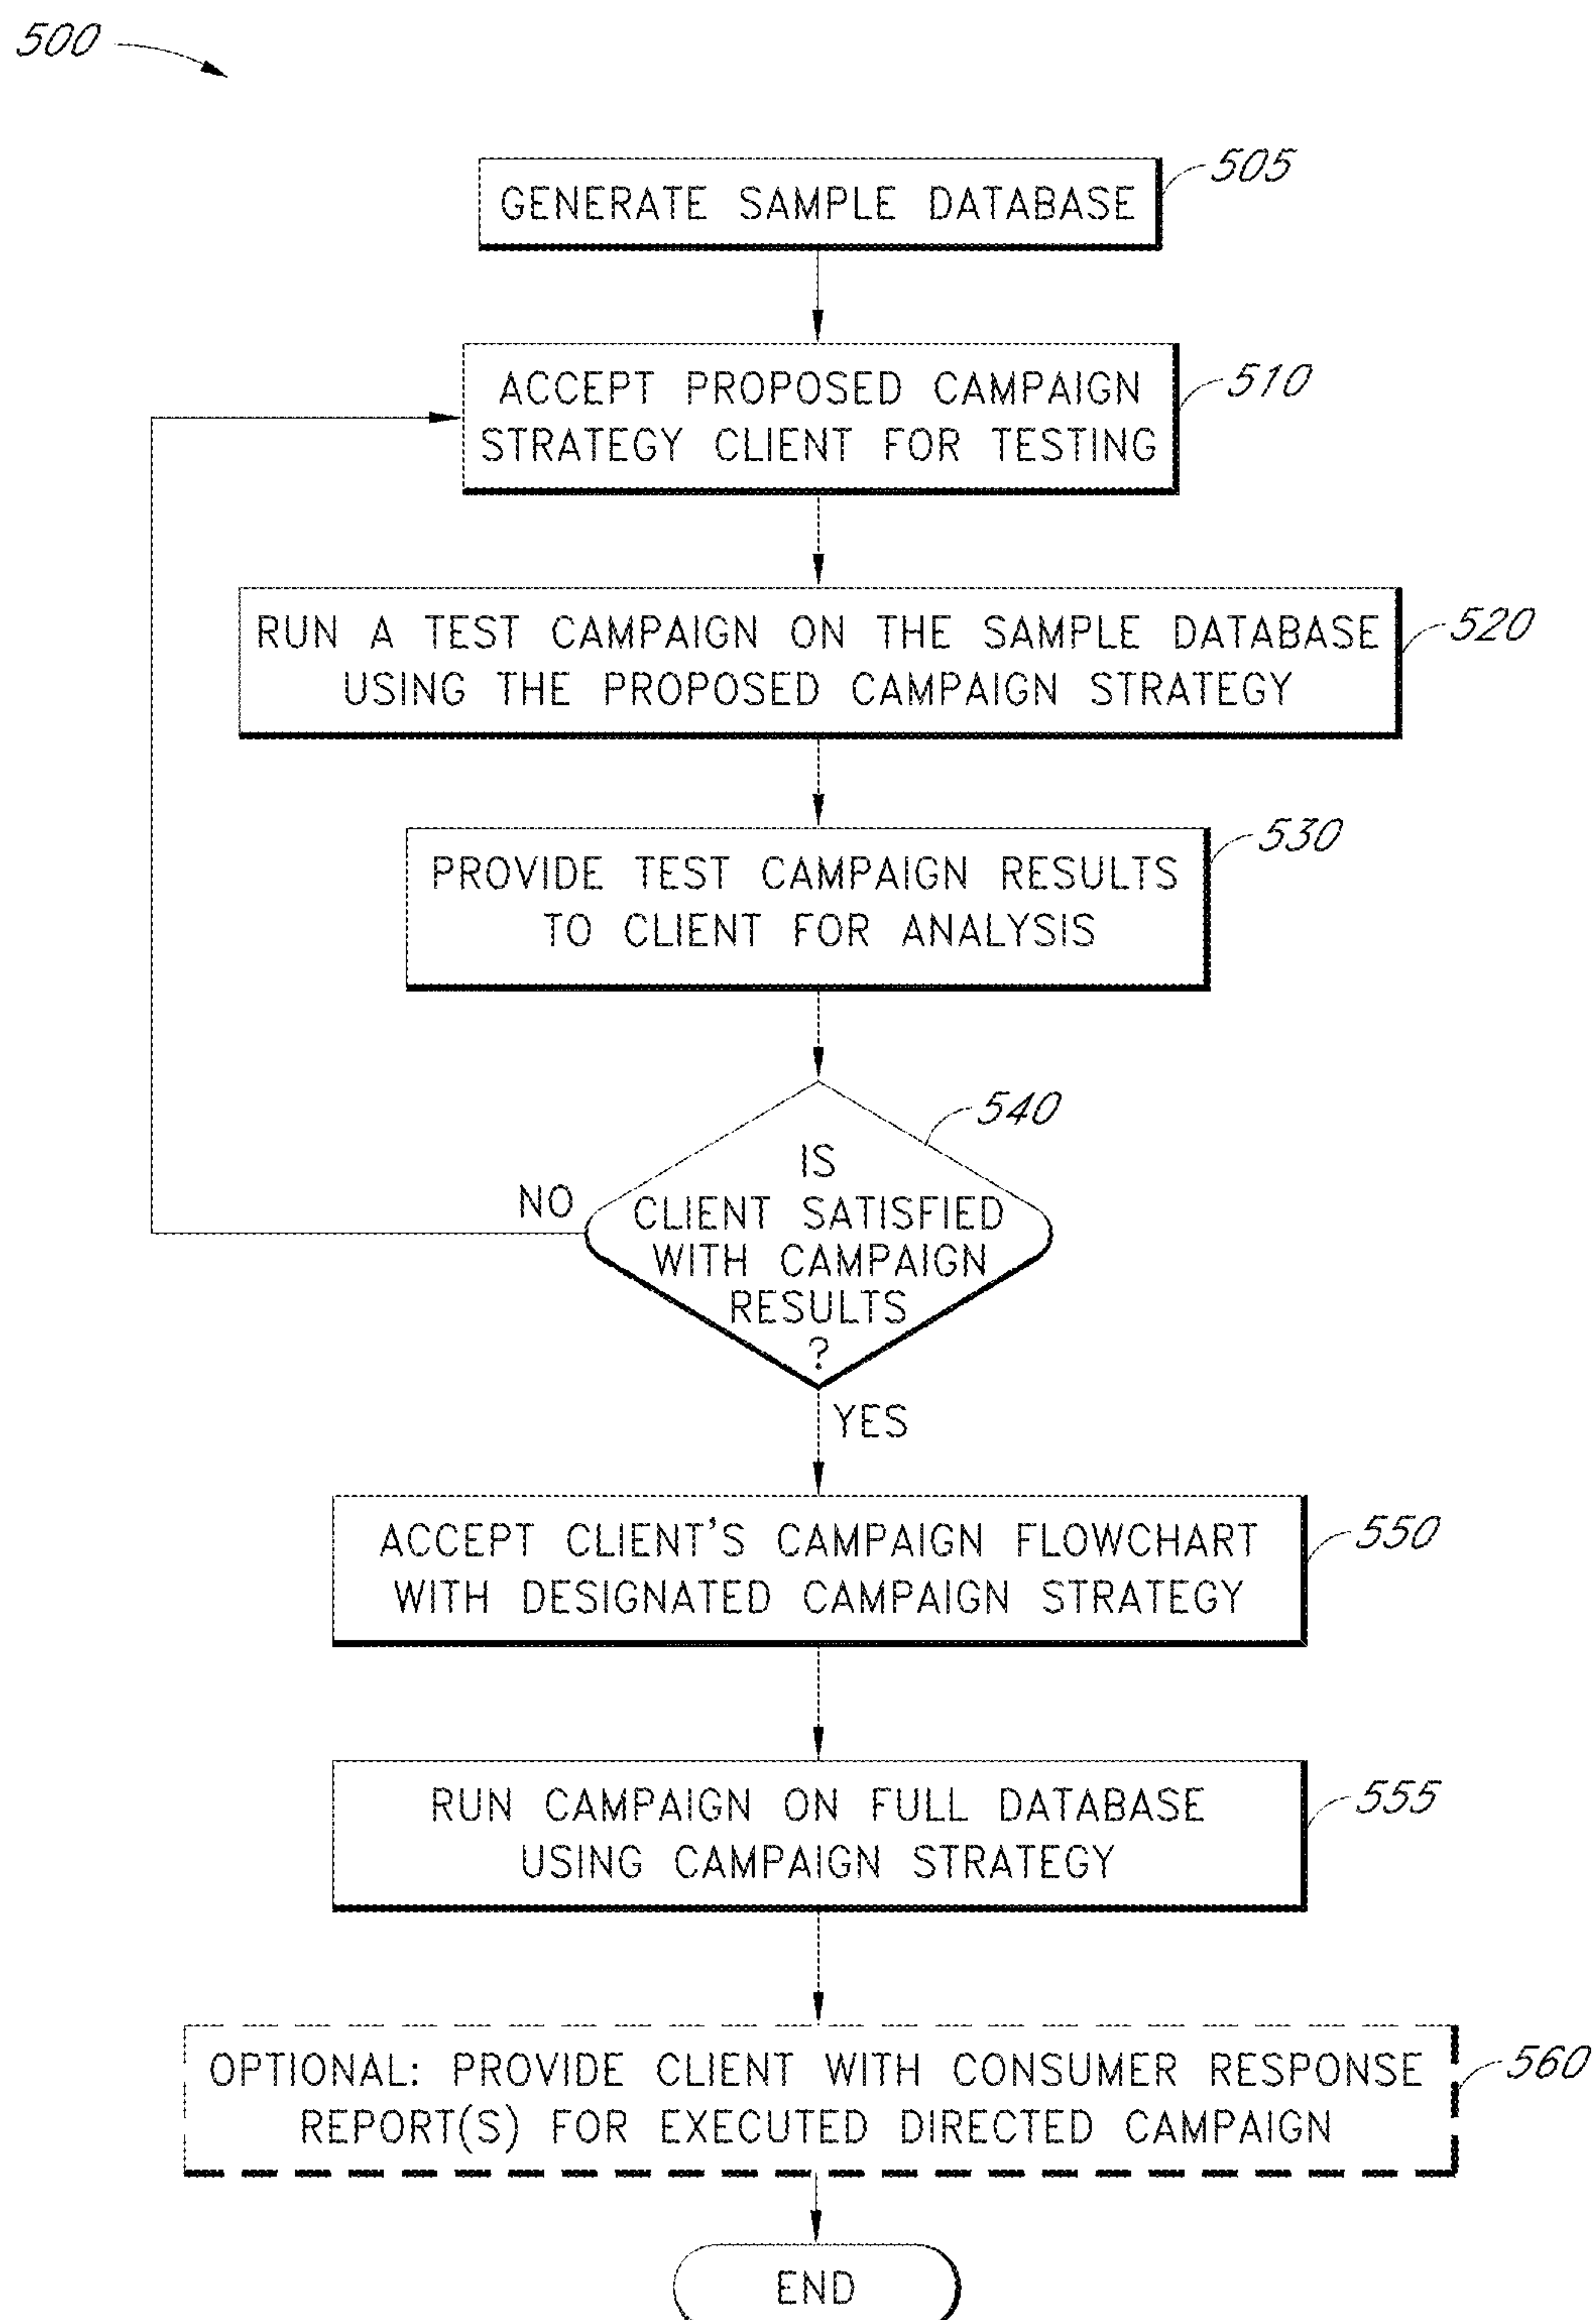 500
GENERATE SAMPLE DATABASE
505
ACCEPT PROPOSED CAMPAIGN
STRATEGY CLIENT FOR TESTING
510
RUN A TEST CAMPAIGN ON THE SAMPLE DATABASE
USING THE PROPOSED CAMPAIGN STRATEGY
520
PROVIDE TEST CAMPAIGN RESULTS
TO CLIENT FOR ANALYSIS
530
540
IS
CLIENT SATISFIED
WITH CAMPAIGN
RESULTS
?
NO
YES
ACCEPT CLIENT'S CAMPAIGN FLOWCHART
WITH DESIGNATED CAMPAIGN STRATEGY
550
RUN CAMPAIGN ON FULL DATABASE
USING CAMPAIGN STRATEGY
555
OPTIONAL: PROVIDE CLIENT WITH CONSUMER RESPONSE
REPORT(S) FOR EXECUTED DIRECTED CAMPAIGN
560
END